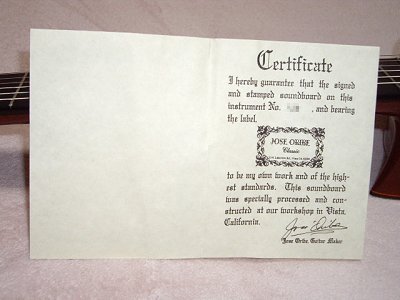 Certificate
I hereby guarantee that the signed
and stamped soundboard on this
instrument No. , and bearing
the label.
JOSE ORIBE
Classic
to be my own work and of the high-
est standards. This soundboard
was specially processed and con-
structed at our workshop in Vista,
California.
Jose Oribe
Jose Oribe Guitar Maker